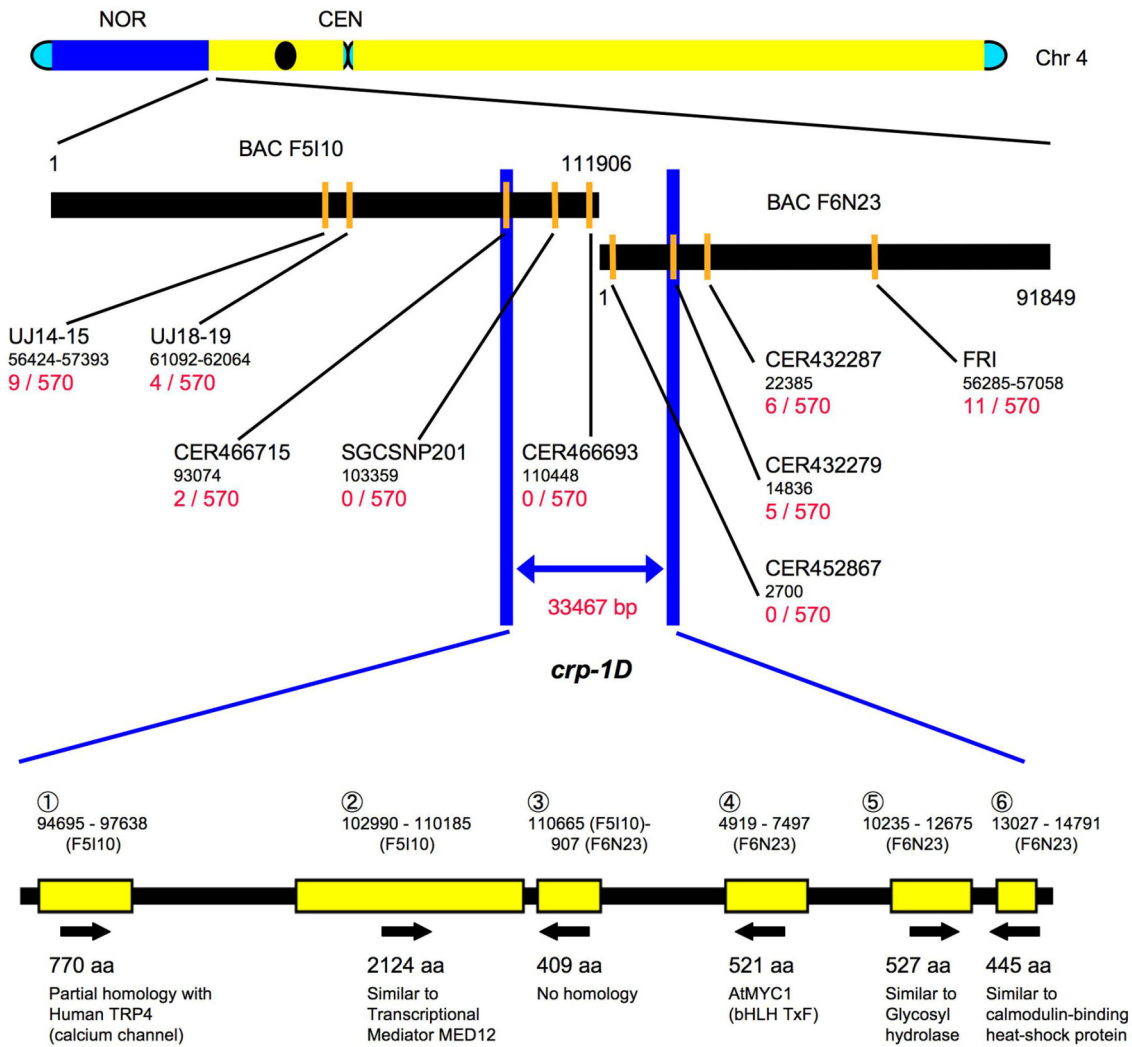 NOR
CEN
Chr 4
1
BAC F5I10
111906
BAC F6N23
1
91849
UJ14-15
56424-57393
9 / 570
UJ18-19
61092-62064
4 / 570
CER466715
93074
2 / 570
SGCSNP201
103359
0 / 570
CER466693
110448
0 / 570
CER432287
22385
6 / 570
FRI
56285-57058
11 / 570
CER432279
14836
5 / 570
CER452867
2700
0 / 570
33467 bp
crp-1D
①
94695 - 97638
(F5I10)
②
102990 - 110185
(F5I10)
③
110665 (F5I10)-
907 (F6N23)
④
4919 - 7497
(F6N23)
⑤
10235 - 12675
(F6N23)
⑥
13027 - 14791
(F6N23)
770 aa
Partial homology with
Human TRP4
(calcium channel)
2124 aa
Similar to
Transcriptional
Mediator MED12
409 aa
No homology
521 aa
AtMYC1
(bHLH TxF)
527 aa
Similar to
Glycosyl
hydrolase
445 aa
Similar to
calmodulin-binding
heat-shock protein